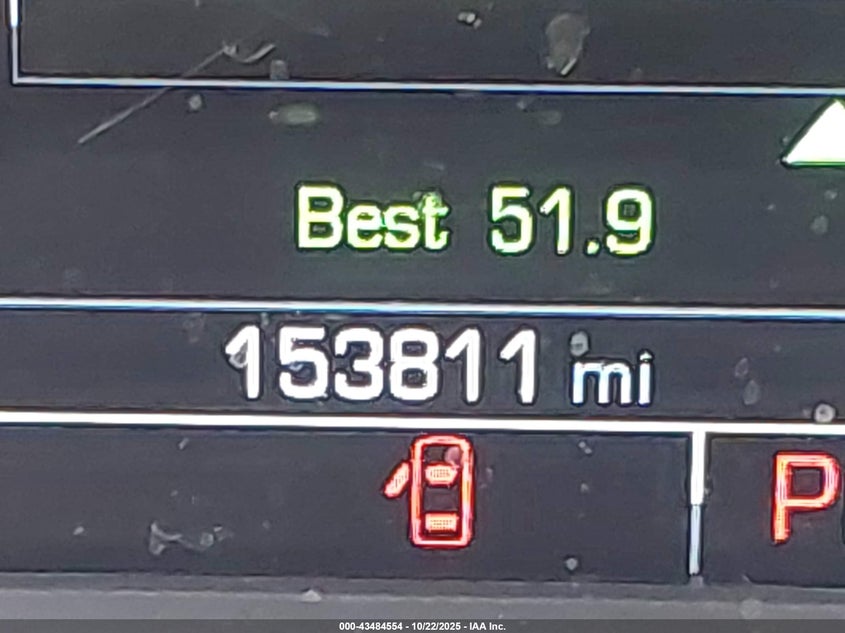 Best 51.9
153811 mi
P
000-43484554 - 10/22/2025 - IAA Inc.